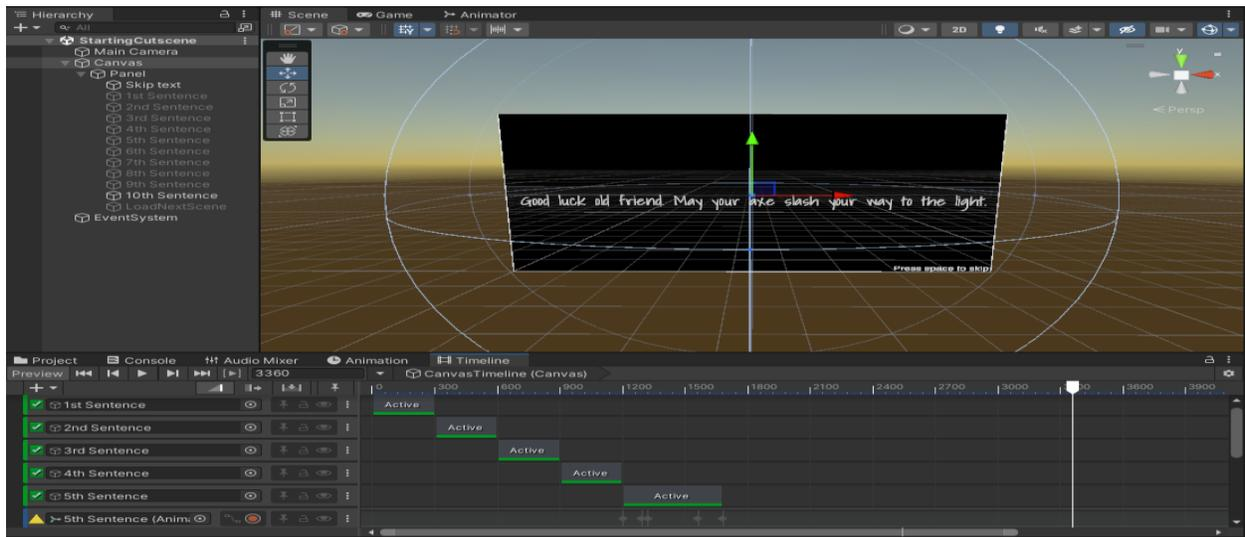 Hierarchy
Scene Game Animator
All
StartingCutscene
Main Camera
Canvas
Panel
Skip text
1st Sentence
2nd Sentence
3rd Sentence
4th Sentence
5th Sentence
6th Sentence
7th Sentence
8th Sentence
9th Sentence
10th Sentence
LoadNextScene
EventSystem
2D
y
x
Persp
Good luck old friend. May your axe slash your way to the light.
Press space to skip
Project Console Audio Mixer Animation Timeline
Preview 3360 CanvasTimeline (Canvas)
0 300 600 900 1200 1500 1800 2100 2400 2700 3000 3600 3900
1st Sentence Active
2nd Sentence Active
3rd Sentence Active
4th Sentence Active
5th Sentence Active
5th Sentence (Anim